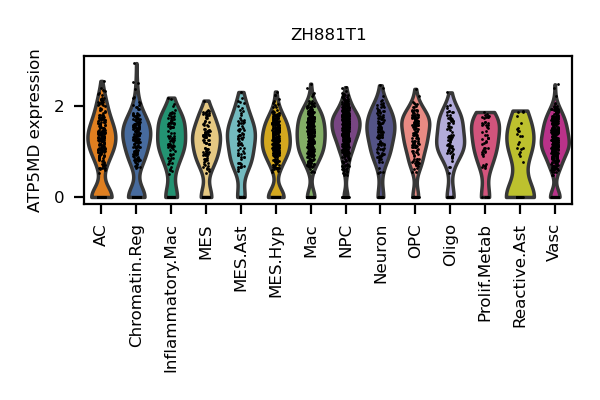 ZH881T1
ATP5MD expression
2
0
AC
Chromatin.Reg
Inflammatory.Mac
MES
MES.Ast
MES.Hyp
Mac
NPC
Neuron
OPC
Oligo
Prolif.Metab
Reactive.Ast
Vasc